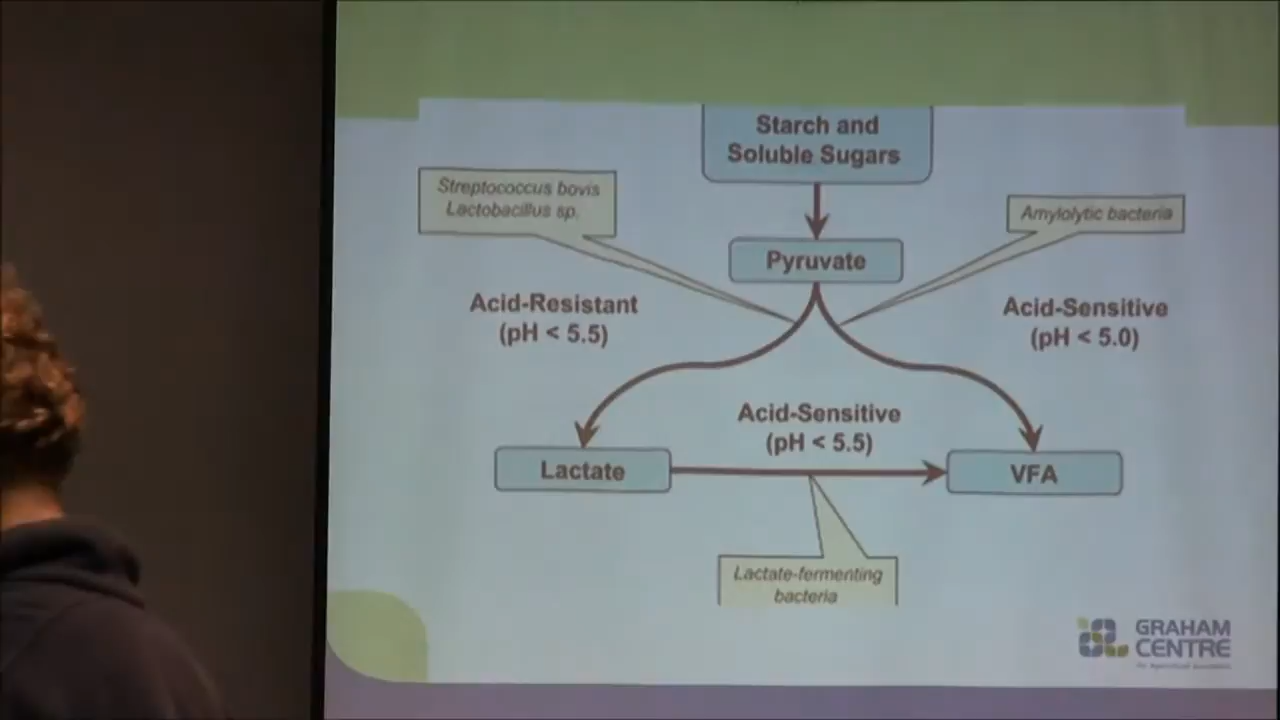 Starch and
Soluble Sugars
Streptococcus bovis
Lactobacillus sp.
Amylolytic bacteria
Pyruvate
Acid-Resistant
(pH < 5.5)
Acid-Sensitive
(pH < 5.0)
Acid-Sensitive
(pH < 5.5)
Lactate
VFA
Lactate-fermenting
bacteria
GRAHAM
CENTRE